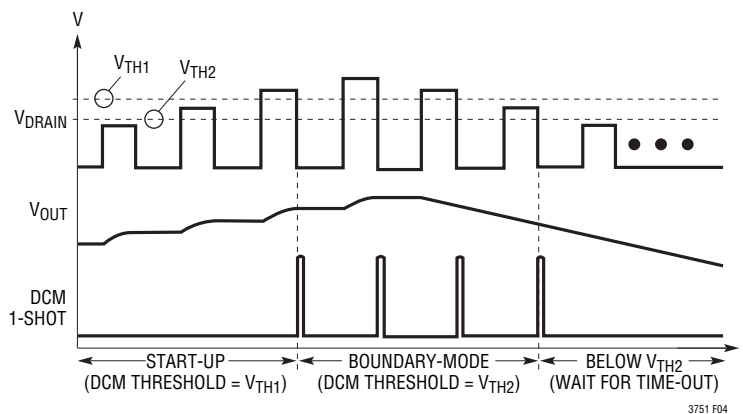 V
V_TH1
V_TH2
V_DRAIN
V_OUT
DCM
1-SHOT
START-UP
(DCM THRESHOLD = V_TH1)
BOUNDARY-MODE
(DCM THRESHOLD = V_TH2)
BELOW V_TH2
(WAIT FOR TIME-OUT)
3751 F04